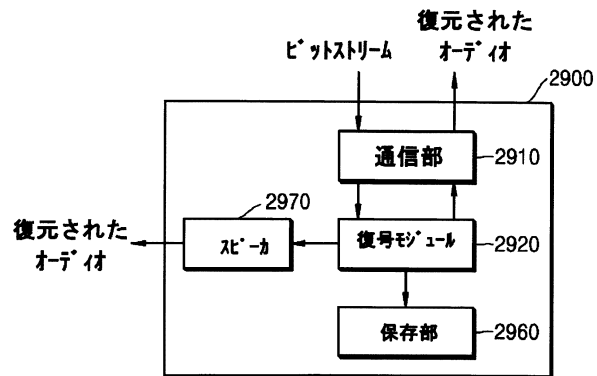 復元された
オーディオ
ビットストリーム
2900
通信部
2910
2970
復元された
オーディオ
スピーカ
復号モジュール
2920
保存部
2960